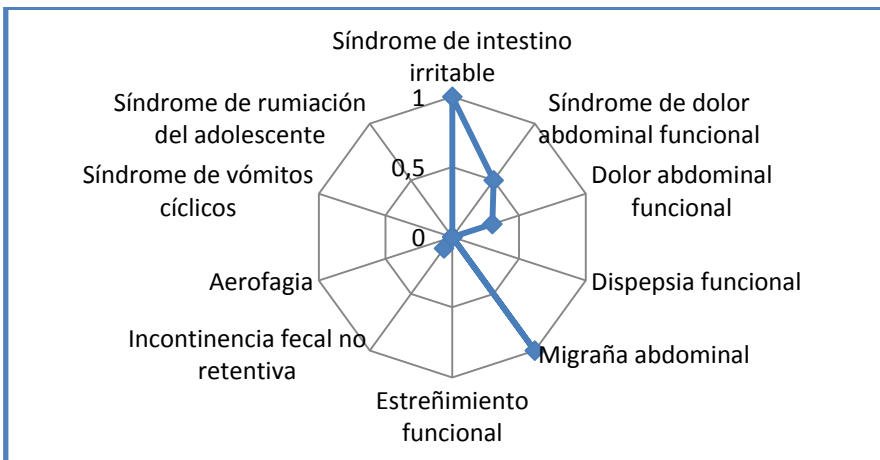 Síndrome de intestino
irritable
Síndrome de dolor
abdominal funcional
Dolor abdominal
funcional
Dispepsia funcional
Migraña abdominal
Estreñimiento
funcional
Incontinencia fecal no
retentiva
Aerofagia
Síndrome de vómitos
cíclicos
Síndrome de rumiación
del adolescente
1
0,5
0